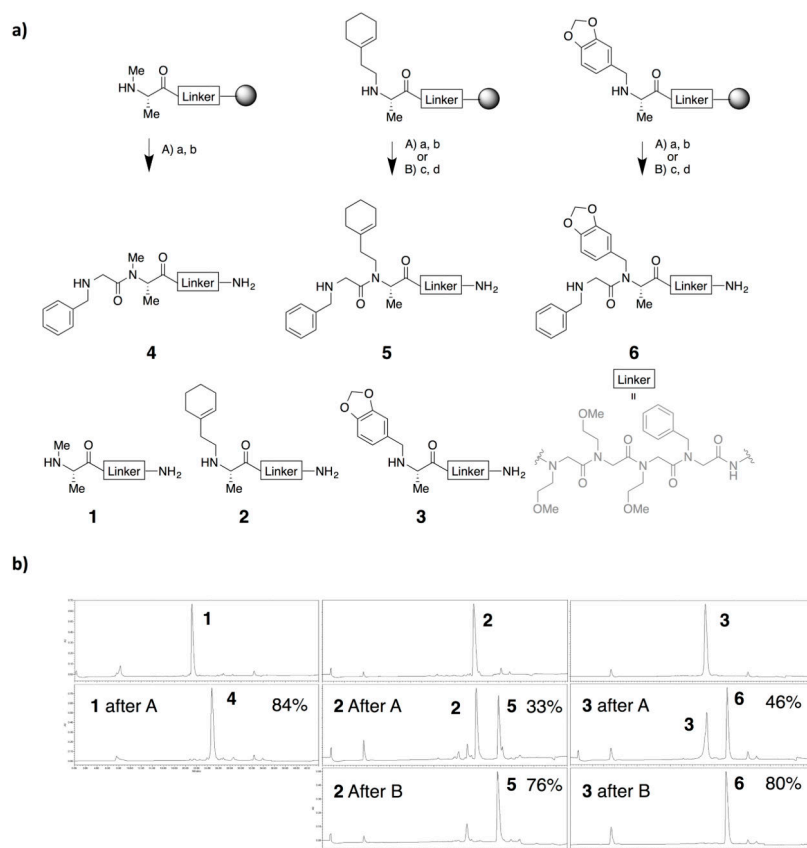 a)
Me
HN
O
Me
Linker
A) a, b
HN
O
Me
Linker
A) a, b
or
B) c, d
O
O
HN
O
Me
Linker
A) a, b
or
B) c, d
HN
O
Me
N
Me
O
Linker
NH2
4
HN
O
N
Me
O
Linker
NH2
5
O
O
HN
O
N
Me
O
Linker
NH2
6
Me
HN
O
Me
Linker
NH2
1
HN
O
Me
Linker
NH2
2
O
O
HN
O
Me
Linker
NH2
3
Linker
=
OMe
N
O
N
O
N
O
N
O
N
H
OMe
OMe
b)
1
2
3
1 after A
4
84%
2 After A
2
5 33%
3 after A
3
6
46%
2 After B
5 76%
3 after B
6 80%